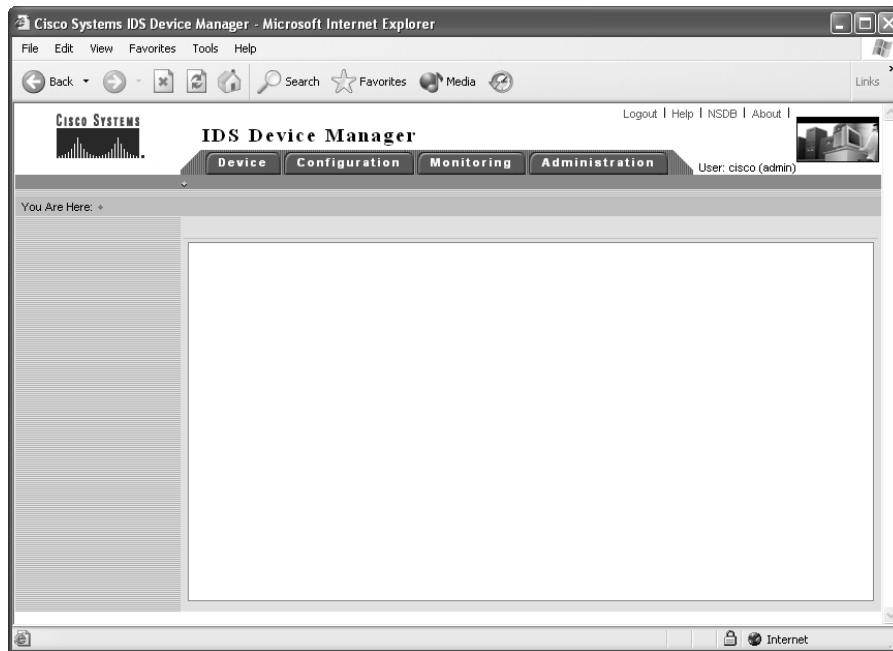 Cisco Systems IDS Device Manager - Microsoft Internet Explorer
File Edit View Favorites Tools Help
Back Search Favorites Media Links
CISCO SYSTEMS
Logout | Help | NSDB | About |
IDS Device Manager
Device Configuration Monitoring Administration
User: cisco (admin)
You Are Here:
Internet